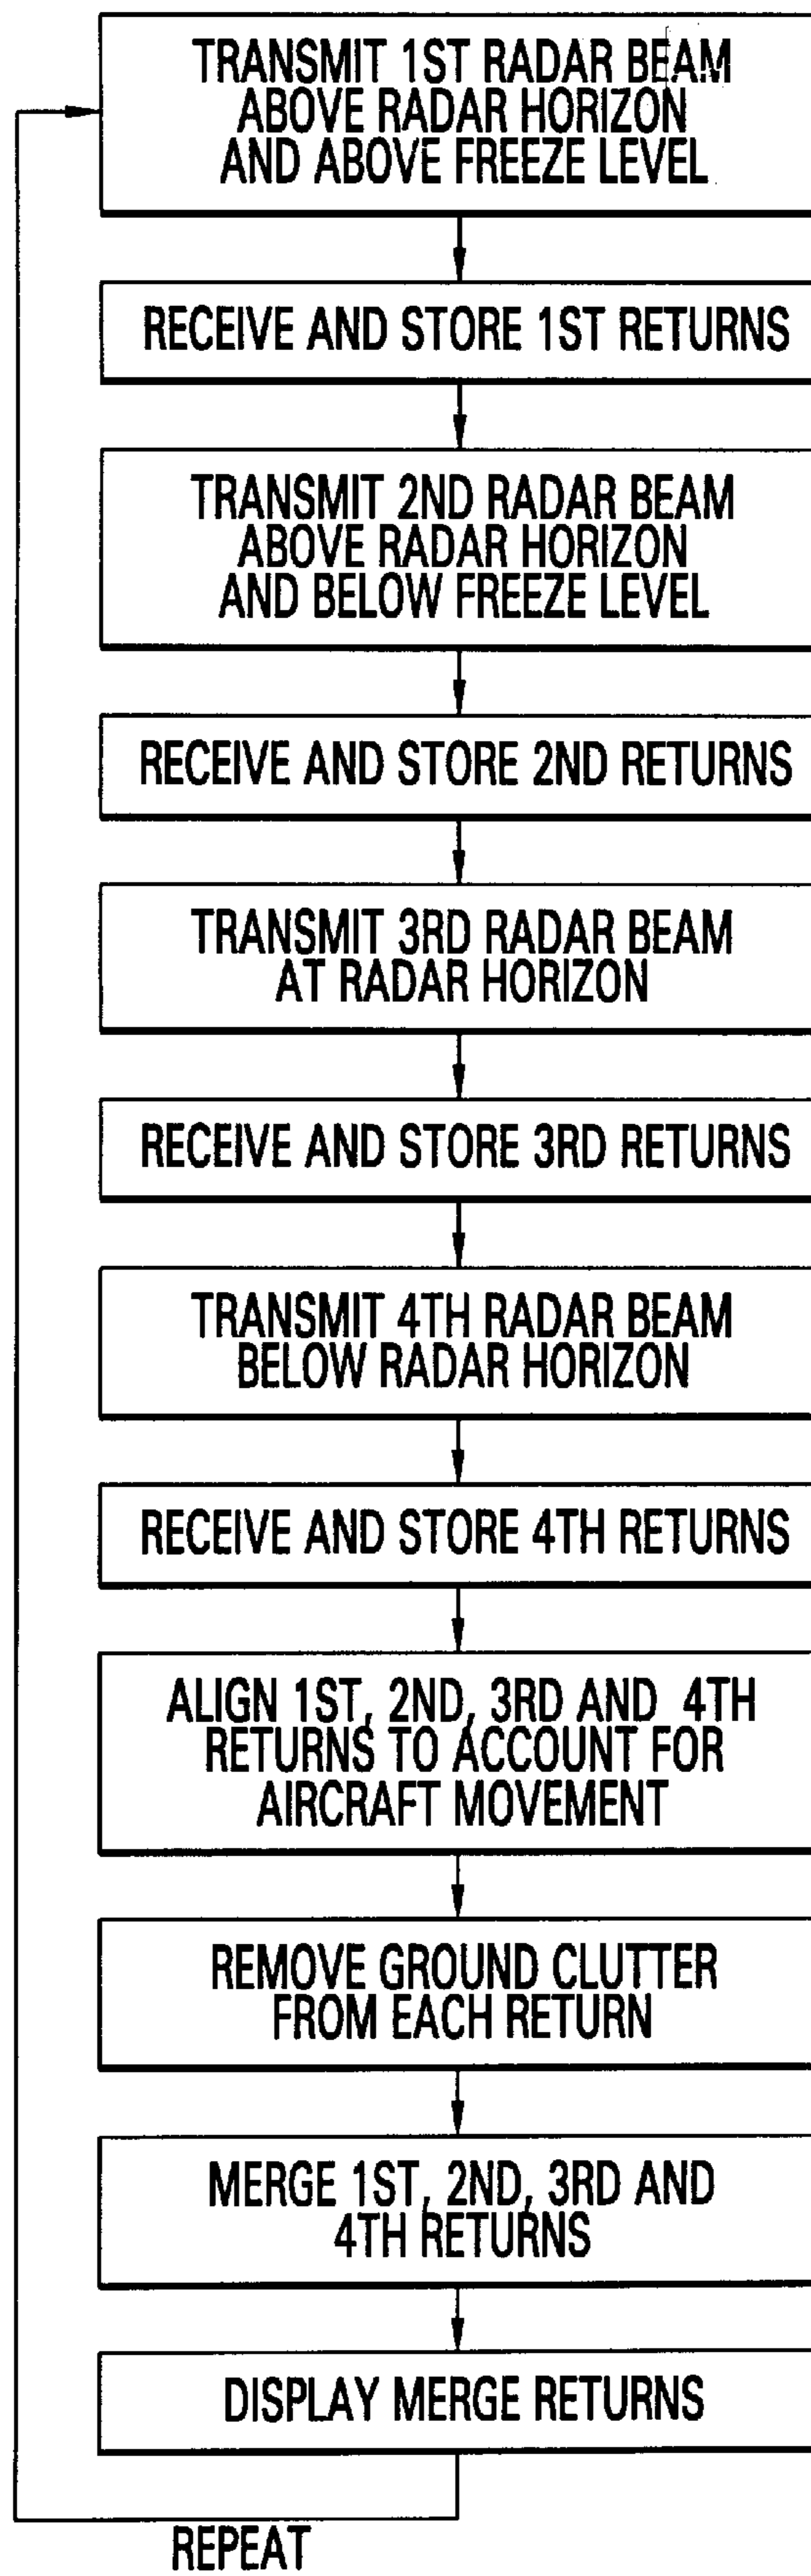 TRANSMIT 1ST RADAR BEAM
ABOVE RADAR HORIZON
AND ABOVE FREEZE LEVEL
RECEIVE AND STORE 1ST RETURNS
TRANSMIT 2ND RADAR BEAM
ABOVE RADAR HORIZON
AND BELOW FREEZE LEVEL
RECEIVE AND STORE 2ND RETURNS
TRANSMIT 3RD RADAR BEAM
AT RADAR HORIZON
RECEIVE AND STORE 3RD RETURNS
TRANSMIT 4TH RADAR BEAM
BELOW RADAR HORIZON
RECEIVE AND STORE 4TH RETURNS
ALIGN 1ST, 2ND, 3RD AND 4TH
RETURNS TO ACCOUNT FOR
AIRCRAFT MOVEMENT
REMOVE GROUND CLUTTER
FROM EACH RETURN
MERGE 1ST, 2ND, 3RD AND
4TH RETURNS
DISPLAY MERGE RETURNS
REPEAT